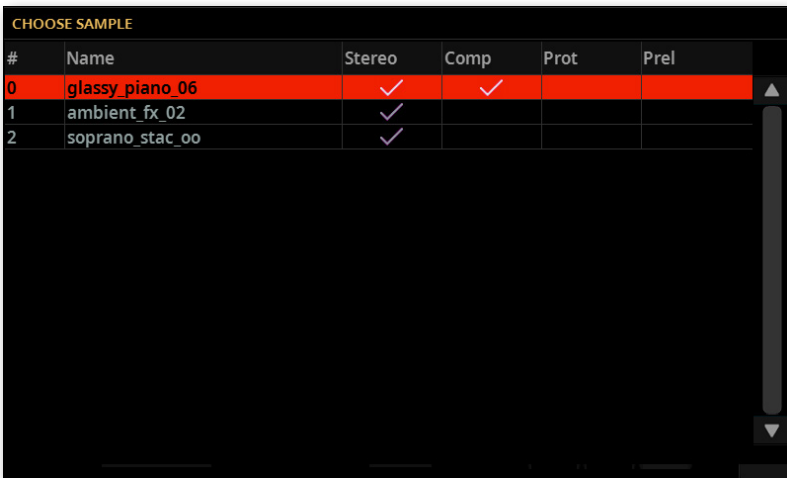 CHOOSE SAMPLE
# Name Stereo Comp Prot Prel
0 glassy_piano_06
1 ambient_fx_02
2 soprano_stac_oo